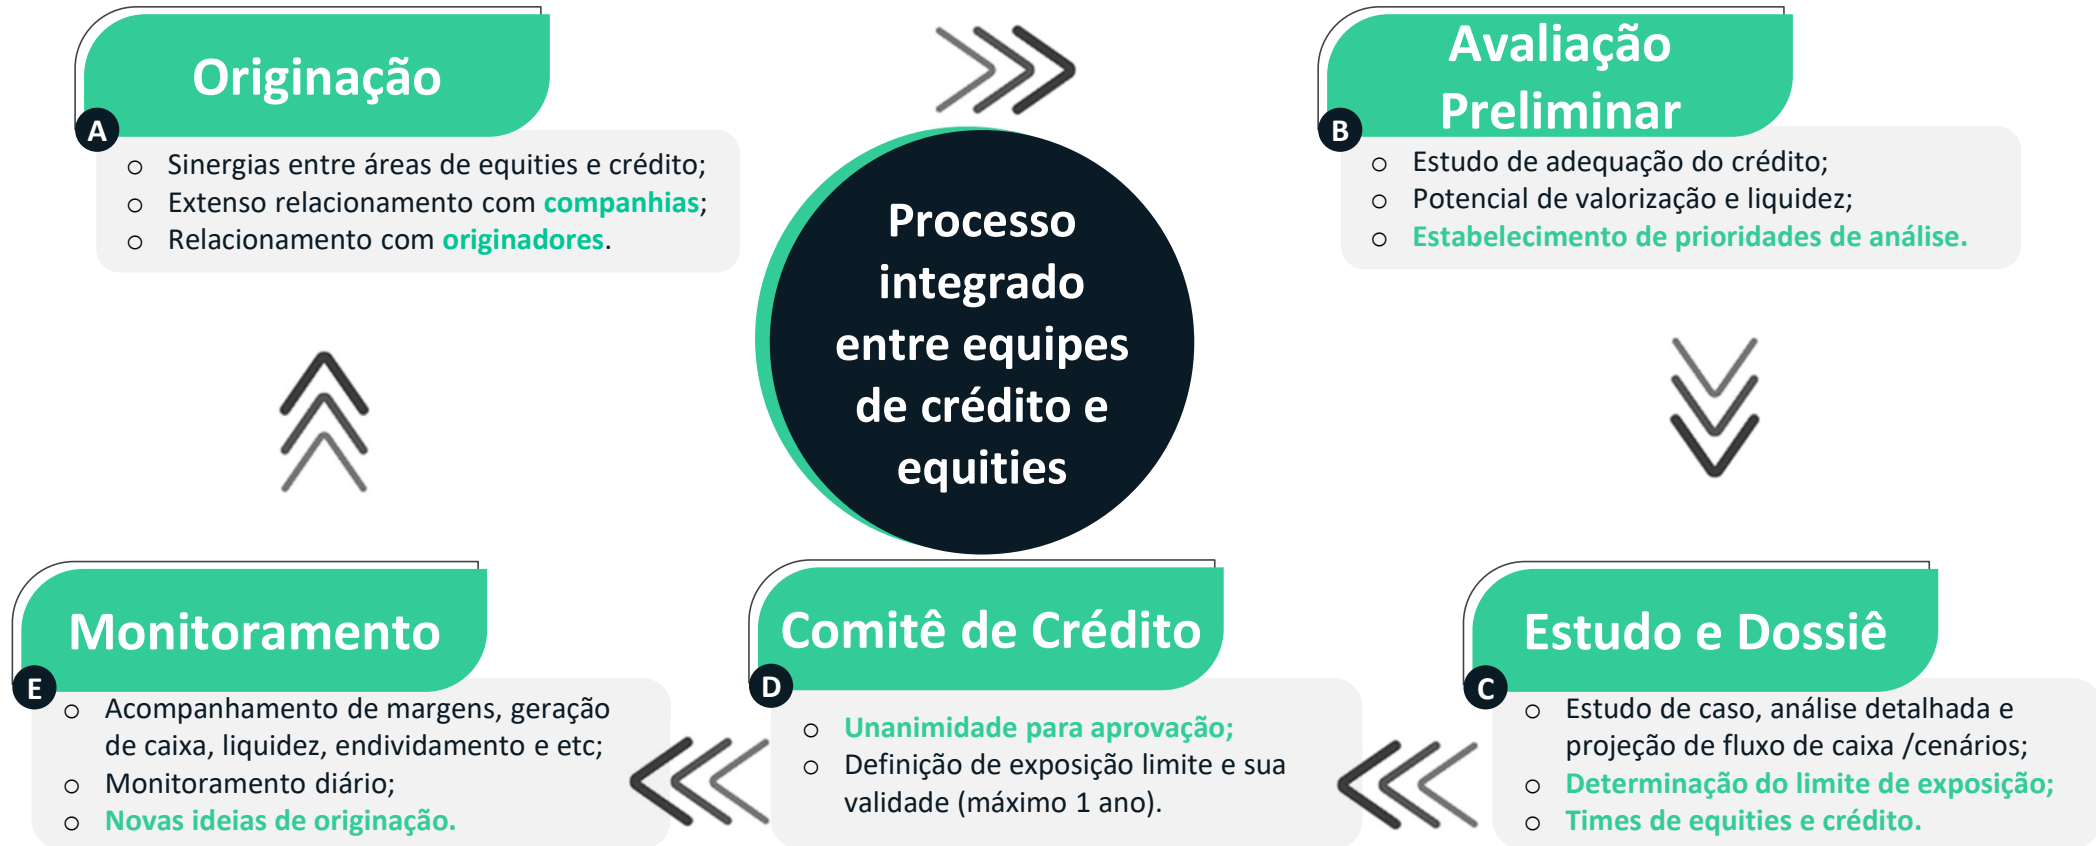 Originação
A
o Sinergias entre áreas de equities e crédito;
o Extenso relacionamento com companhias;
o Relacionamento com originadores.
Avaliação
Preliminar
B
o Estudo de adequação do crédito;
o Potencial de valorização e liquidez;
o Estabelecimento de prioridades de análise.
Processo
integrado
entre equipes
de crédito e
equities
Estudo e Dossiê
C
o Estudo de caso, análise detalhada e
projeção de fluxo de caixa /cenários;
o Determinação do limite de exposição;
o Times de equities e crédito.
Comitê de Crédito
D
o Unanimidade para aprovação;
o Definição de exposição limite e sua
validade (máximo 1 ano).
Monitoramento
E
o Acompanhamento de margens, geração
de caixa, liquidez, endividamento e etc;
o Monitoramento diário;
o Novas ideias de originação.